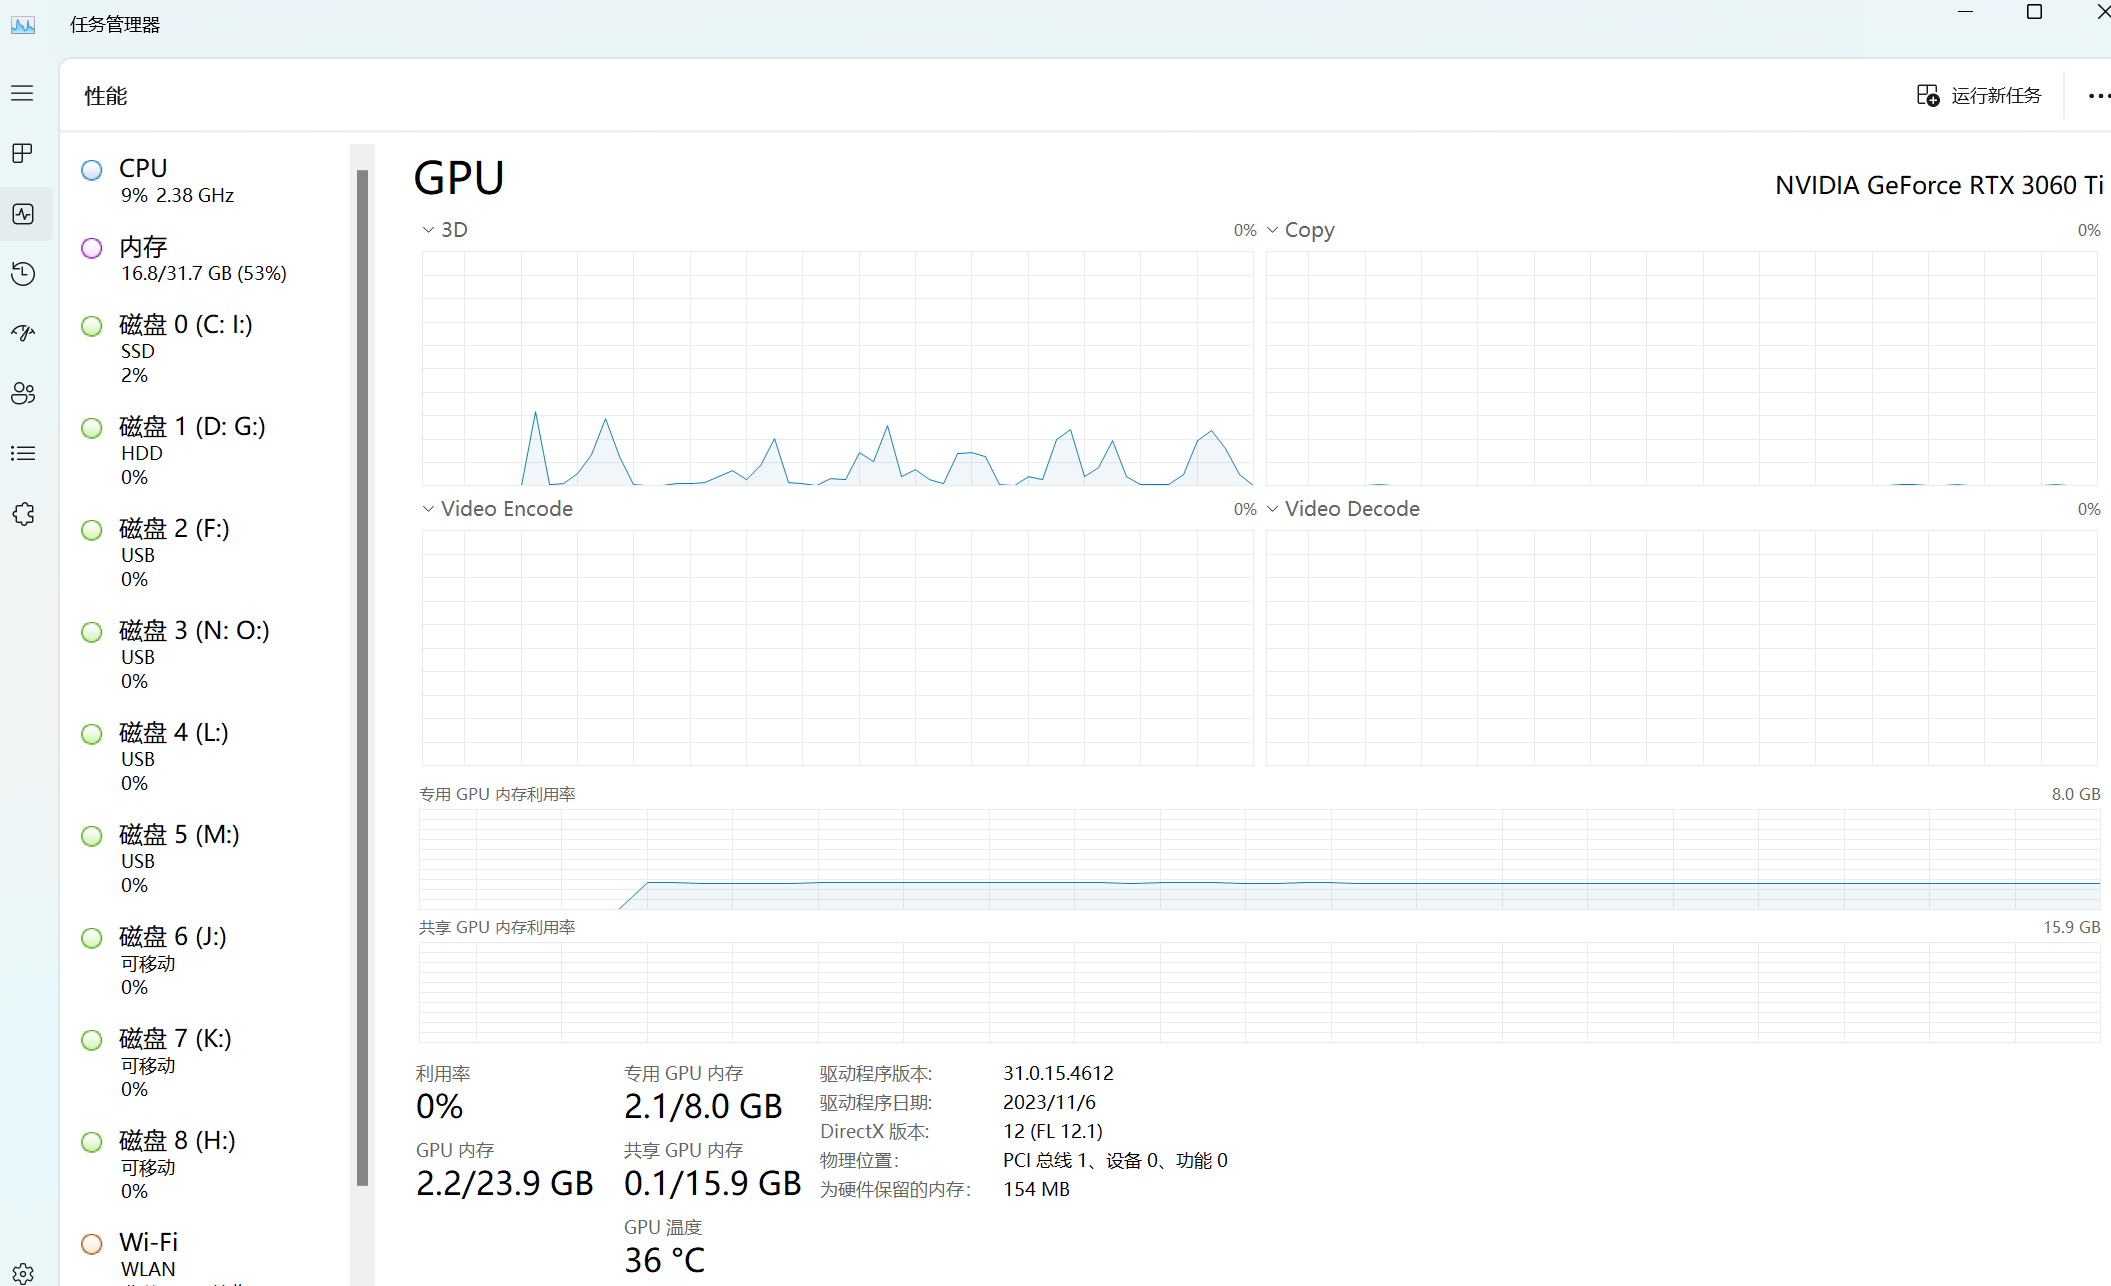 任务管理器
性能
运行新任务
CPU
9% 2.38 GHz
内存
16.8/31.7 GB (53%)
磁盘 0 (C: I:)
SSD
2%
磁盘 1 (D: G:)
HDD
0%
磁盘 2 (F:)
USB
0%
磁盘 3 (N: O:)
USB
0%
磁盘 4 (L:)
USB
0%
磁盘 5 (M:)
USB
0%
磁盘 6 (J:)
可移动
0%
磁盘 7 (K:)
可移动
0%
磁盘 8 (H:)
可移动
0%
Wi-Fi
WLAN
GPU
NVIDIA GeForce RTX 3060 Ti
3D 0%
Copy 0%
Video Encode 0%
Video Decode 0%
专用 GPU 内存利用率 8.0 GB
共享 GPU 内存利用率 15.9 GB
利用率
0%
GPU 内存
2.2/23.9 GB
专用 GPU 内存
2.1/8.0 GB
共享 GPU 内存
0.1/15.9 GB
GPU 温度
36 °C
驱动程序版本: 31.0.15.4612
驱动程序日期: 2023/11/6
DirectX 版本: 12 (FL 12.1)
物理位置: PCI 总线 1、设备 0、功能 0
为硬件保留的内存: 154 MB